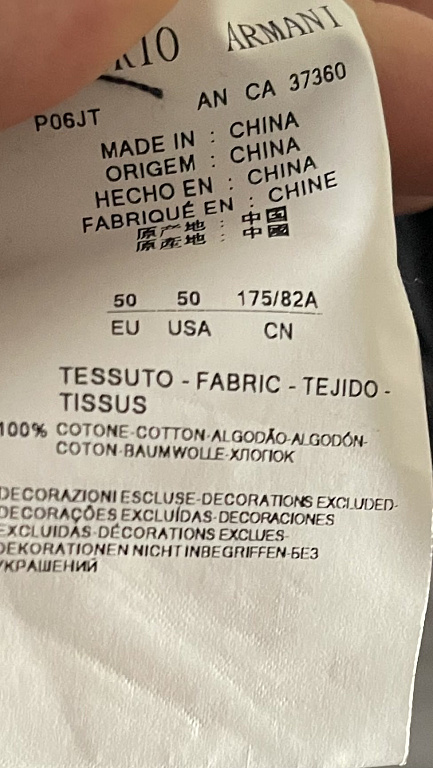 ARMANI
P06JT
AN CA 37360
MADE IN : CHINA
ORIGEM : CHINA
HECHO EN : CHINA
FABRIQUÉ EN : CHINE
原产地 : 中国
原產地 : 中國
50 50 175/82A
EU USA CN
TESSUTO - FABRIC - TEJIDO -
TISSUS
100% COTONE-COTTON-ALGODÃO-ALGODÓN-
COTON-BAUMWOLLE-ХЛОПОК
DECORAZIONI ESCLUSE-DECORATIONS EXCLUDED-
DECORAÇÕES EXCLUÍDAS-DECORACIONES
EXCLUIDAS-DÉCORATIONS EXCLUES-
DEKORATIONEN NICHT INBEGRIFFEN-БЕЗ
УКРАШЕНИЙ